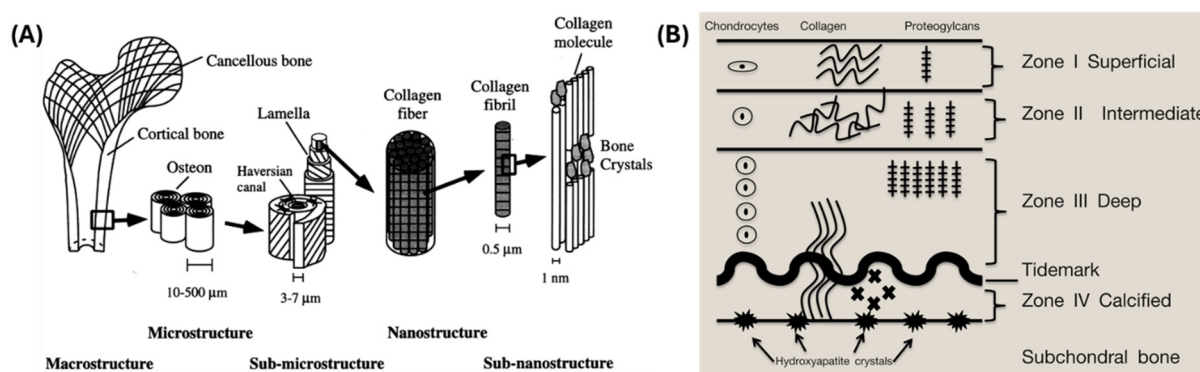 (A)
Cancellous bone
Cortical bone
Osteon
10-500 µm
Lamella
Haversian
canal
3-7 µm
Collagen
fiber
Collagen
fibril
0.5 µm
Collagen
molecule
Bone
Crystals
1 nm
Microstructure
Nanostructure
Macrostructure
Sub-microstructure
Sub-nanostructure
(B)
Chondrocytes
Collagen
Proteogylcans
Zone I Superficial
Zone II Intermediate
Zone III Deep
Tidemark
Zone IV Calcified
Hydroxyapatite crystals
Subchondral bone